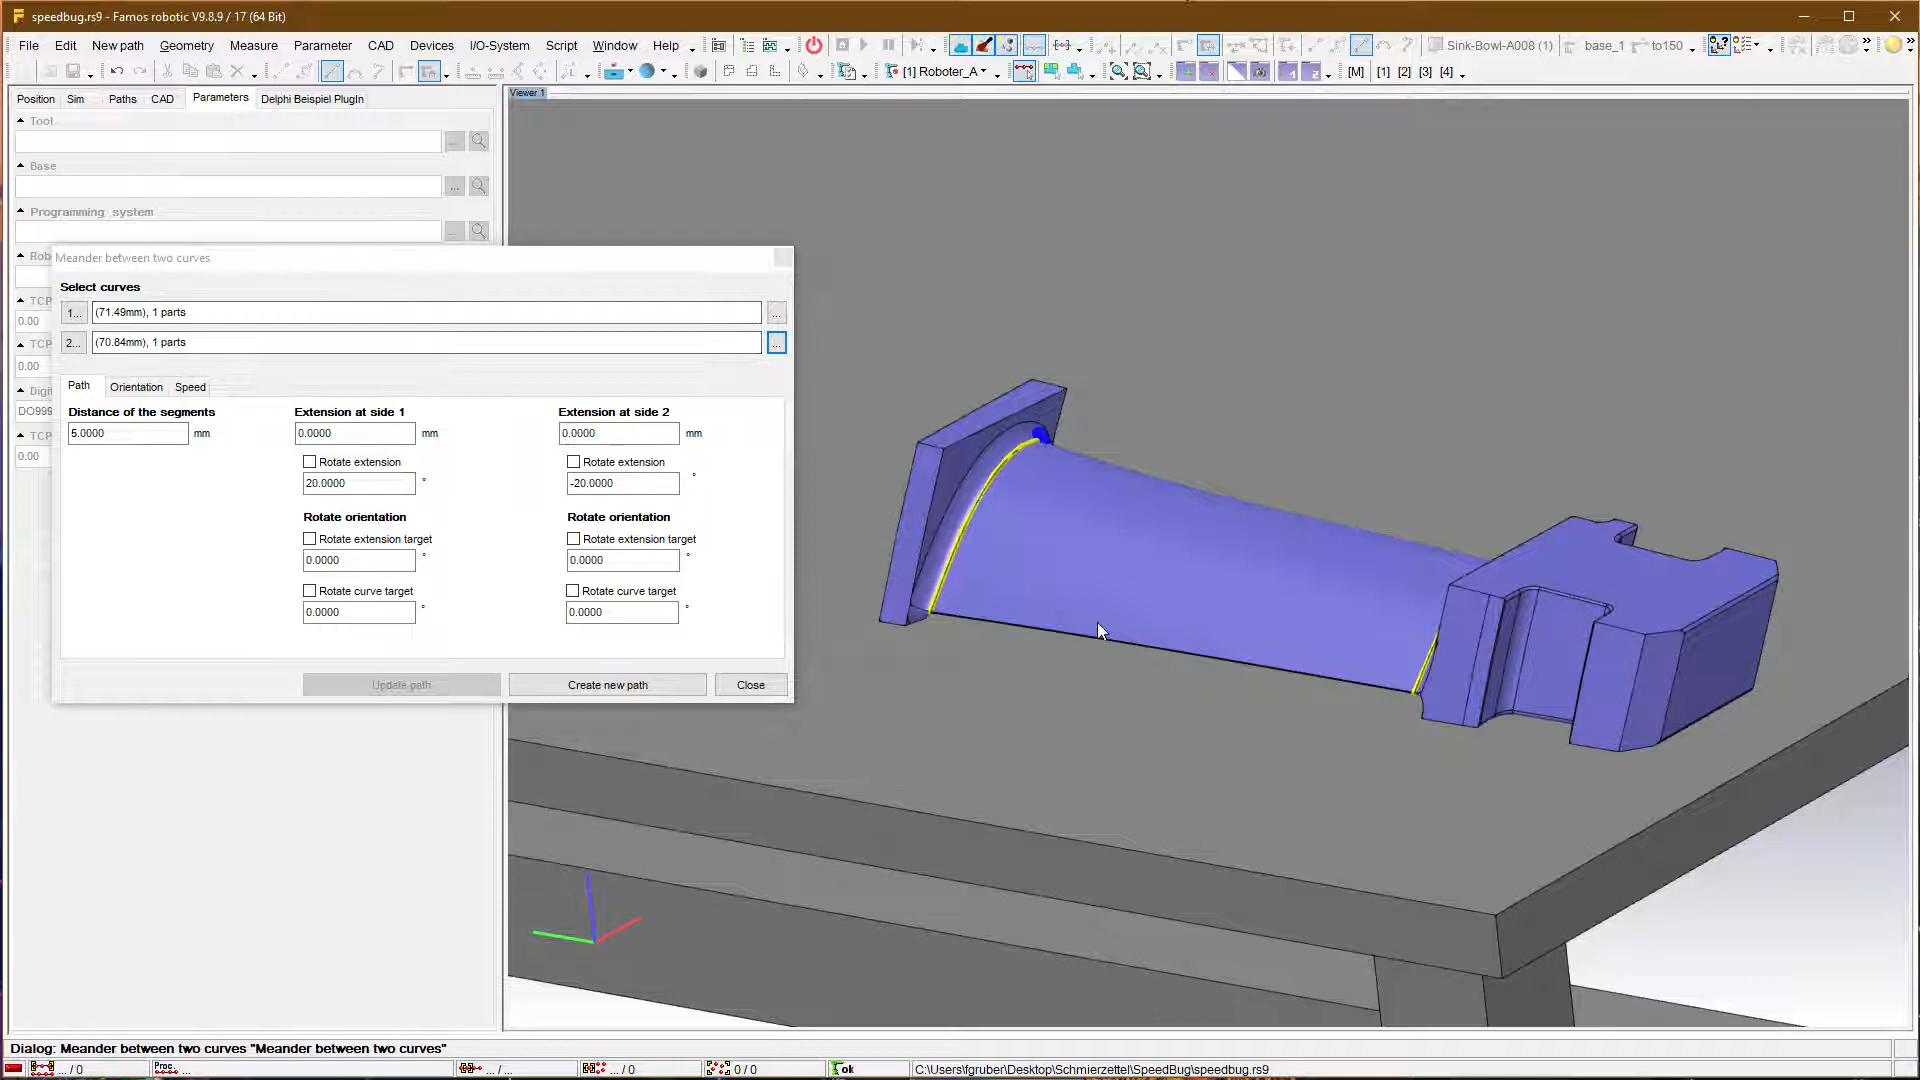 speedbug.rs9 - Famos robotic V9.8.9 / 17 (64 Bit)
File Edit New path Geometry Measure Parameter CAD Devices I/O-System Script Window Help
Sink-Bowl-A008 (1) base_1 to150
[1] Roboter_A [M] [1] [2] [3] [4]
Position Sim Paths CAD Parameters Delphi Beispiel PlugIn
Viewer 1
Tool
...
Base
...
Programming system
...
Rob
TCP
0.00
TCP
0.00
Digit
DO999
TCP
0.00
Meander between two curves
Select curves
1... (71.49mm), 1 parts ...
2... (70.84mm), 1 parts ...
Path Orientation Speed
Distance of the segments Extension at side 1 Extension at side 2
5.0000 mm 0.0000 mm 0.0000 mm
Rotate extension Rotate extension
20.0000 ° -20.0000 °
Rotate orientation Rotate orientation
Rotate extension target Rotate extension target
0.0000 ° 0.0000 °
Rotate curve target Rotate curve target
0.0000 ° 0.0000 °
Update path Create new path Close
Dialog: Meander between two curves "Meander between two curves"
... / 0 Proc... ... / ... ... / 0 0 / 0 ok C:\Users\fgruber\Desktop\Schmierzettel\SpeedBug\speedbug.rs9